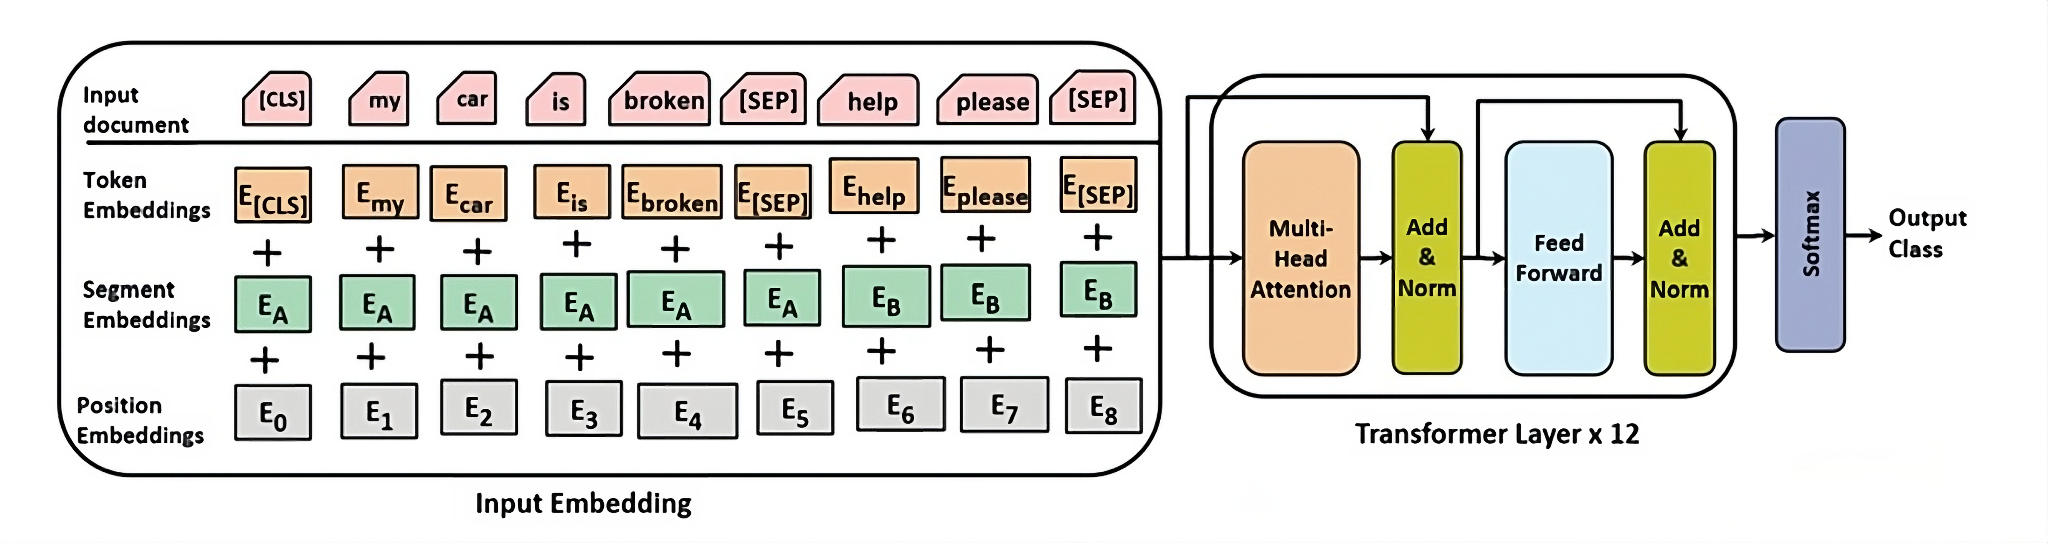 Input document
[CLS] my car is broken [SEP] help please [SEP]
Token Embeddings
E[CLS] Emy Ecar Eis Ebroken E[SEP] Ehelp Eplease E[SEP]
+ + + + + + + + +
Segment Embeddings
EA EA EA EA EA EA EB EB EB
+ + + + + + + + +
Position Embeddings
E0 E1 E2 E3 E4 E5 E6 E7 E8
Input Embedding
Multi-
Head
Attention
Add
&
Norm
Feed
Forward
Add
&
Norm
Transformer Layer x 12
Softmax
Output
Class